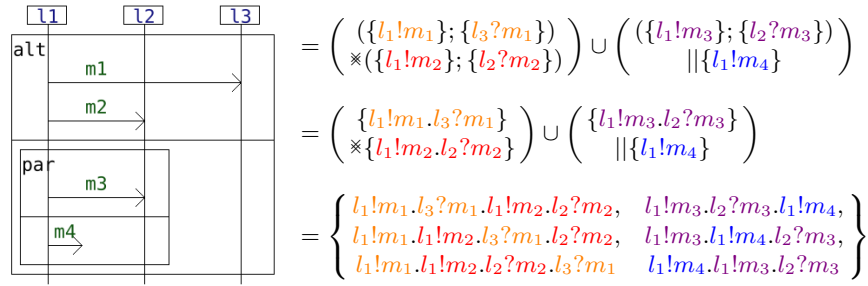 l1 l2 l3
alt
m1
m2
par
m3
m4
= ( ({l₁!m₁}; {l₃?m₁}) ※({l₁!m₂}; {l₂?m₂}) ) ∪ ( ({l₁!m₃}; {l₂?m₃}) ||{l₁!m₄} )
= ( {l₁!m₁.l₃?m₁} ※{l₁!m₂.l₂?m₂} ) ∪ ( {l₁!m₃.l₂?m₃} ||{l₁!m₄} )
= { l₁!m₁.l₃?m₁.l₁!m₂.l₂?m₂, l₁!m₃.l₂?m₃.l₁!m₄,
l₁!m₁.l₁!m₂.l₃?m₁.l₂?m₂, l₁!m₃.l₁!m₄.l₂?m₃,
l₁!m₁.l₁!m₂.l₂?m₂.l₃?m₁ l₁!m₄.l₁!m₃.l₂?m₃ }